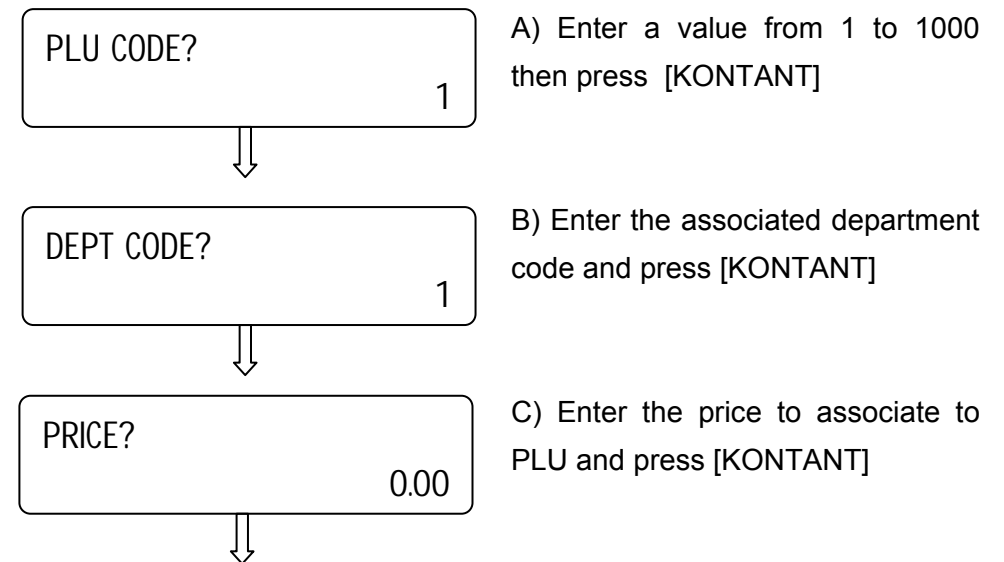 PLU CODE?
1
A) Enter a value from 1 to 1000
then press [KONTANT]
DEPT CODE?
1
B) Enter the associated department
code and press [KONTANT]
PRICE?
0.00
C) Enter the price to associate to
PLU and press [KONTANT]